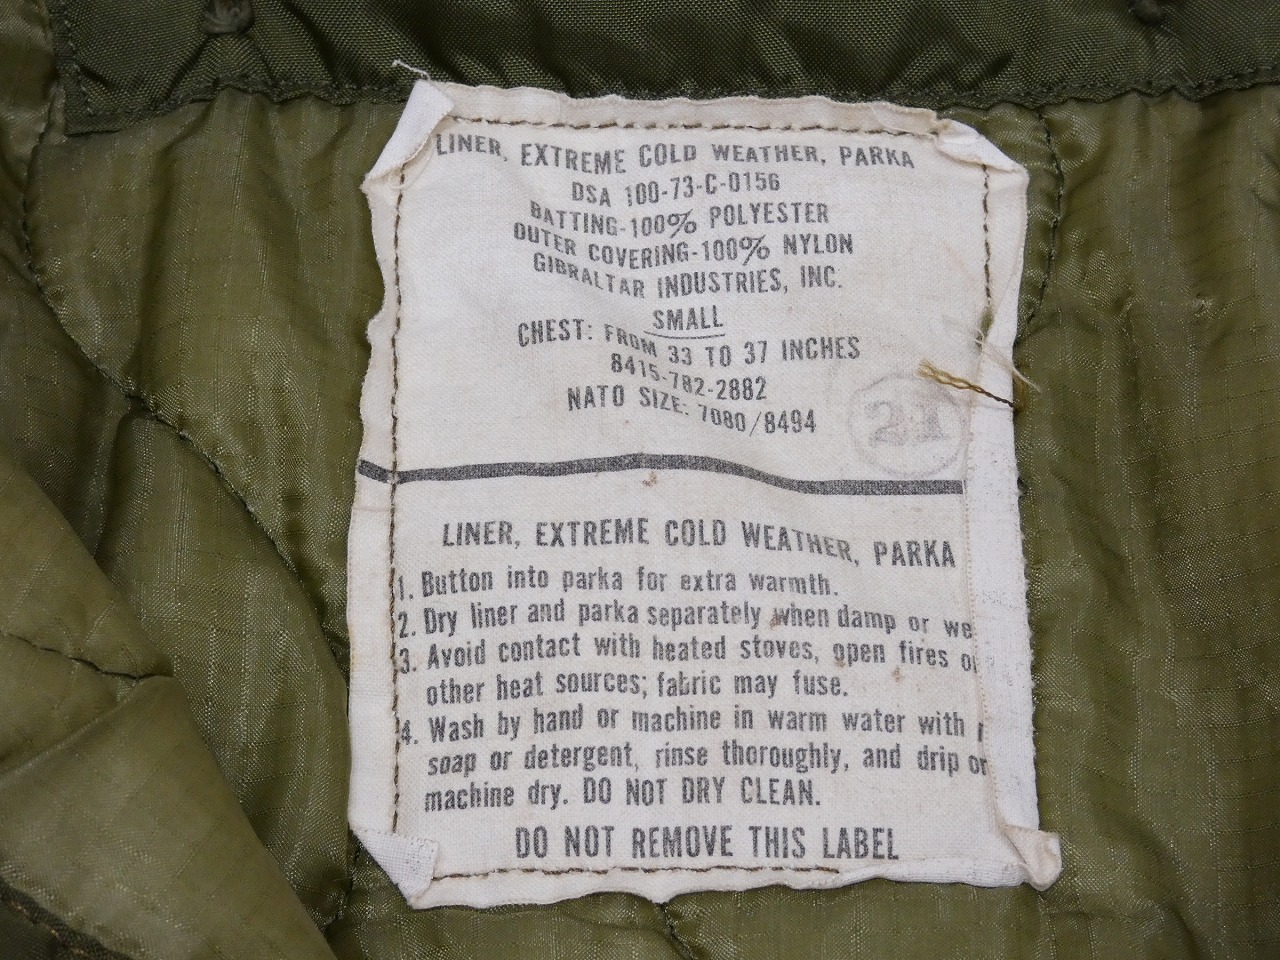 LINER, EXTREME COLD WEATHER, PARKA
DSA 100-73-C-0156
BATTING-100% POLYESTER
OUTER COVERING-100% NYLON
GIBRALTAR INDUSTRIES, INC.
SMALL
CHEST: FROM 33 TO 37 INCHES
8415-782-2882
NATO SIZE: 7080/8494
21
LINER, EXTREME COLD WEATHER, PARKA
1. Button into parka for extra warmth.
2. Dry liner and parka separately when damp or we
3. Avoid contact with heated stoves, open fires o
other heat sources; fabric may fuse.
4. Wash by hand or machine in warm water with
soap or detergent, rinse thoroughly, and drip or
machine dry. DO NOT DRY CLEAN.
DO NOT REMOVE THIS LABEL